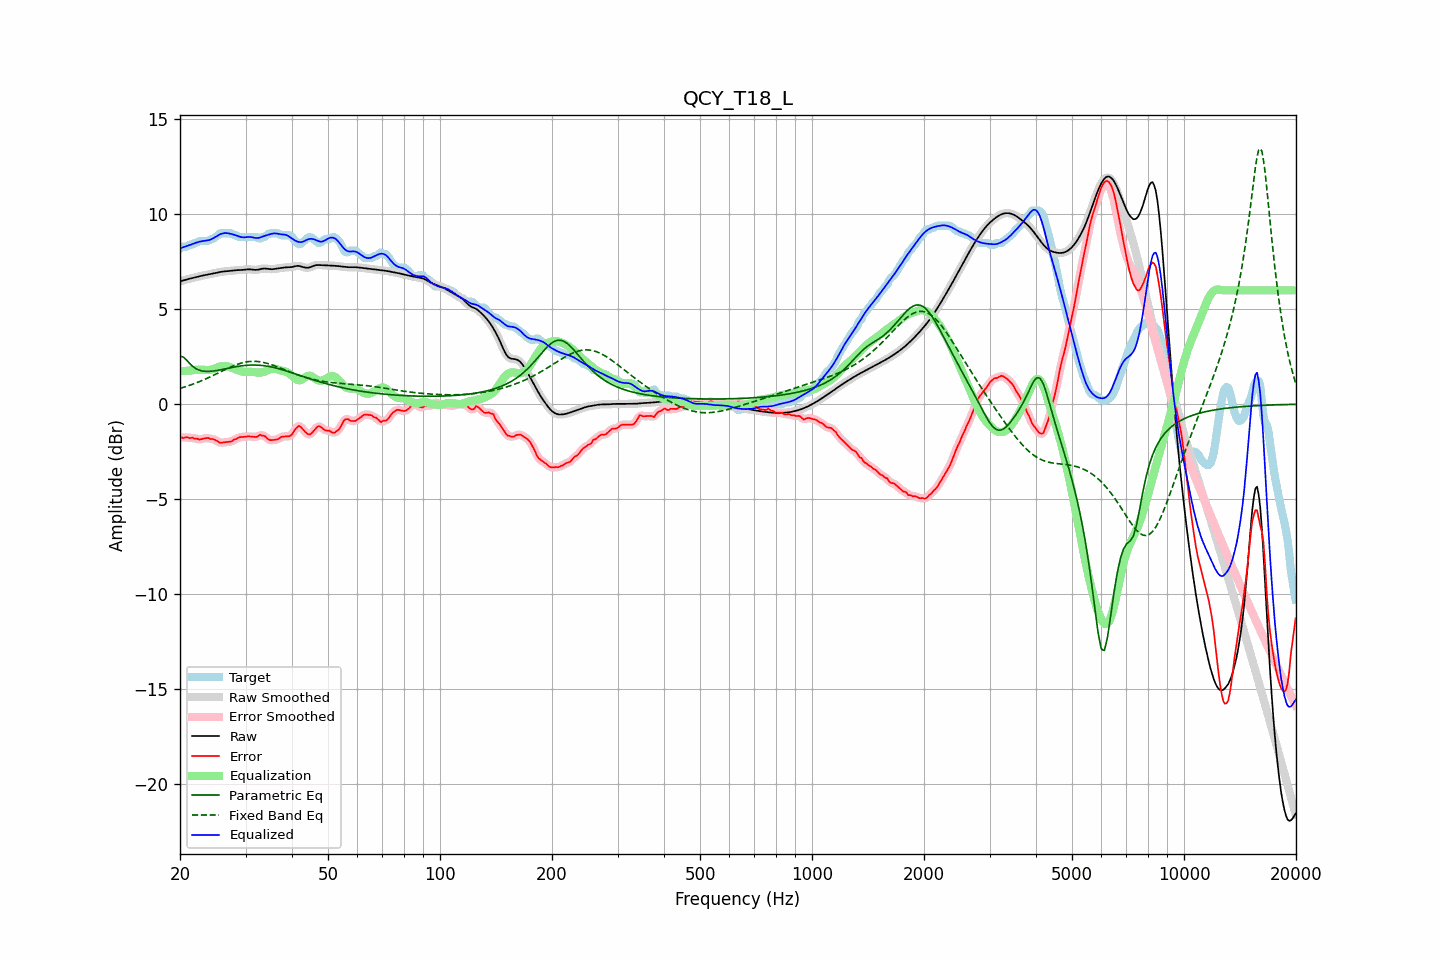 QCY_T18_L
Amplitude (dBr)
15
10
5
0
−5
−10
−15
−20
Target
Raw Smoothed
Error Smoothed
Raw
Error
Equalization
Parametric Eq
Fixed Band Eq
Equalized
20
50
100
200
500
1000
2000
5000
10000
20000
Frequency (Hz)